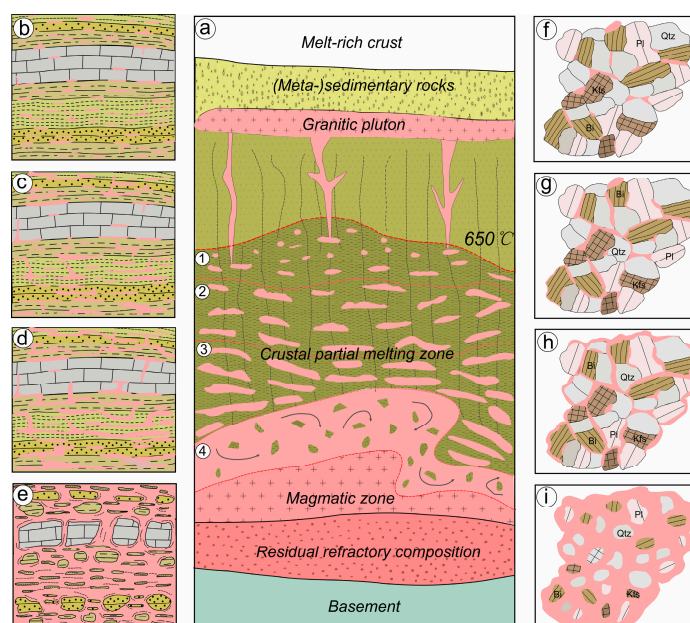 a
Melt-rich crust
(Meta-)sedimentary rocks
Granitic pluton
650℃
1
2
3
Crustal partial melting zone
4
Magmatic zone
Residual refractory composition
Basement
b
c
d
e
f
Pl
Qtz
Kfs
Bi
g
Bi
Qtz
Pl
Kfs
h
Bi
Qtz
Pl
Bi
Kfs
i
Pl
Qtz
Bi
Kfs